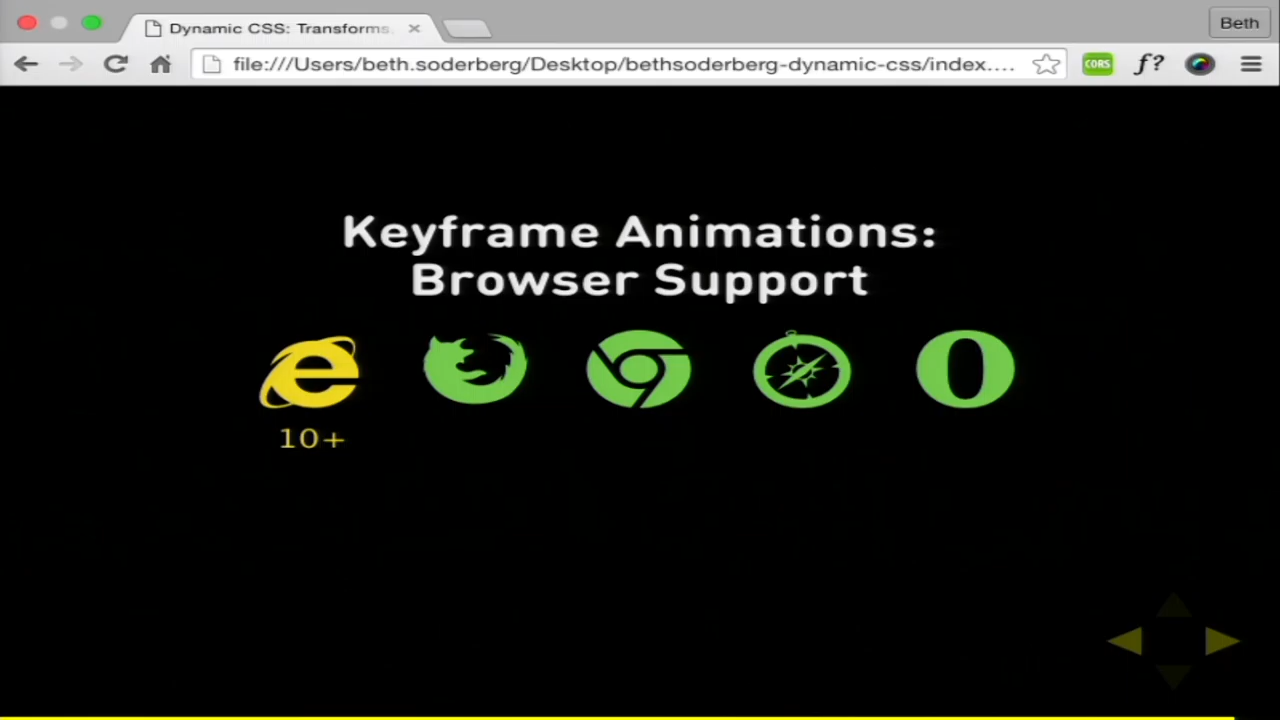 Dynamic CSS: Transforms
Beth
file:///Users/beth.soderberg/Desktop/bethsoderberg-dynamic-css/index....
CORS
f?
Keyframe Animations:
Browser Support
10+